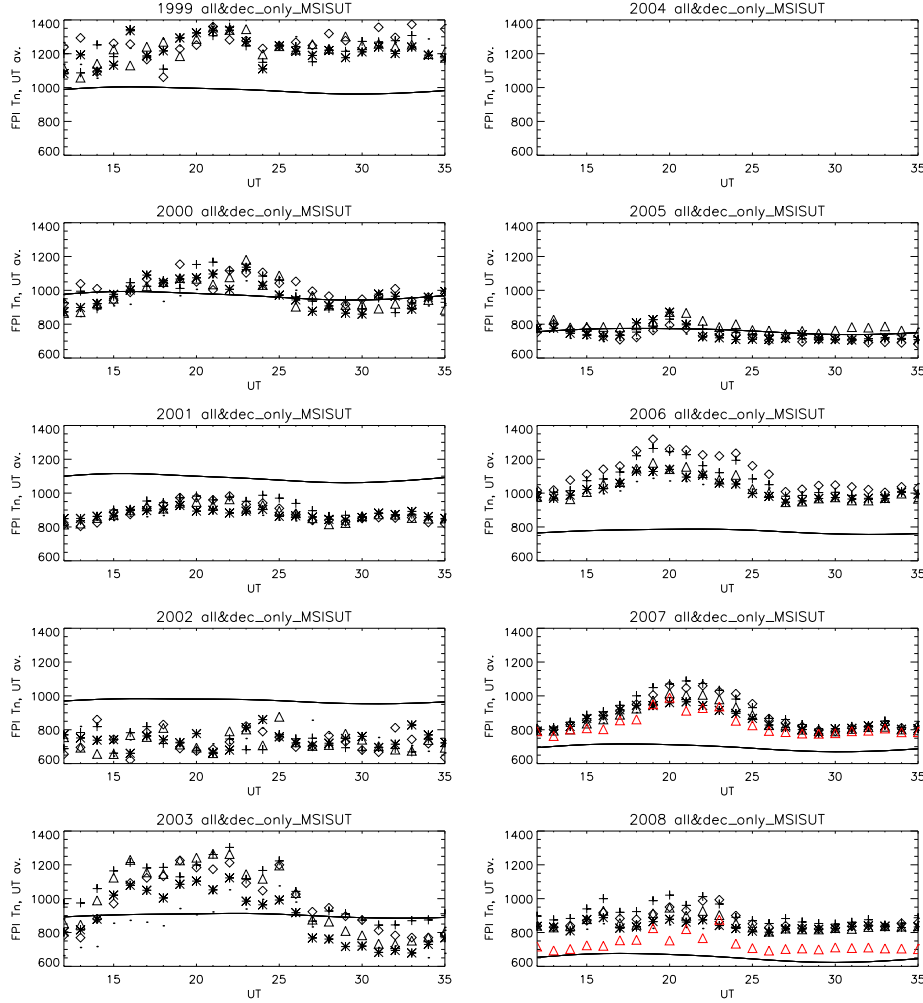 1999 all&dec_only_MSISUT
FPI Tn, UT av.
1400
1200
1000
800
600
15 20 25 30 35
UT
2004 all&dec_only_MSISUT
FPI Tn, UT av.
1400
1200
1000
800
600
15 20 25 30 35
UT
2000 all&dec_only_MSISUT
FPI Tn, UT av.
1400
1200
1000
800
600
15 20 25 30 35
UT
2005 all&dec_only_MSISUT
FPI Tn, UT av.
1400
1200
1000
800
600
15 20 25 30 35
UT
2001 all&dec_only_MSISUT
FPI Tn, UT av.
1400
1200
1000
800
600
15 20 25 30 35
UT
2006 all&dec_only_MSISUT
FPI Tn, UT av.
1400
1200
1000
800
600
15 20 25 30 35
UT
2002 all&dec_only_MSISUT
FPI Tn, UT av.
1400
1200
1000
800
600
15 20 25 30 35
UT
2007 all&dec_only_MSISUT
FPI Tn, UT av.
1400
1200
1000
800
600
15 20 25 30 35
UT
2003 all&dec_only_MSISUT
FPI Tn, UT av.
1400
1200
1000
800
600
15 20 25 30 35
UT
2008 all&dec_only_MSISUT
FPI Tn, UT av.
1400
1200
1000
800
600
15 20 25 30 35
UT